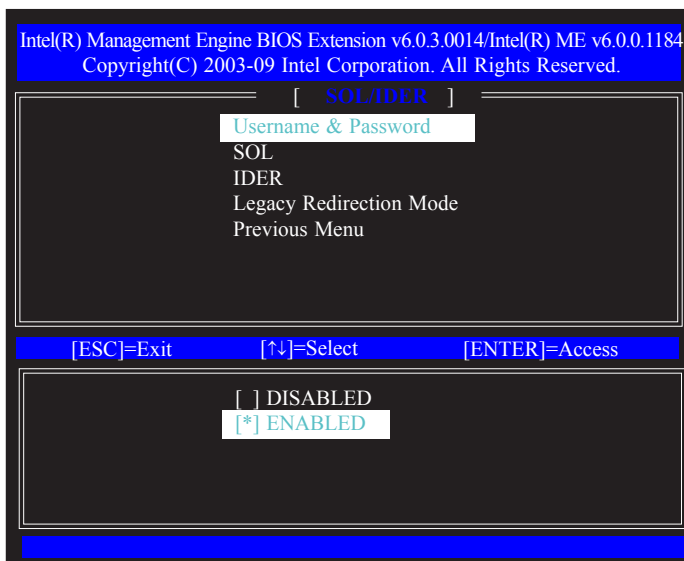 Intel(R) Management Engine BIOS Extension v6.0.3.0014/Intel(R) ME v6.0.0.1184
Copyright(C) 2003-09 Intel Corporation. All Rights Reserved.
[ SOL/IDER ]
Username & Password
SOL
IDER
Legacy Redirection Mode
Previous Menu
[ESC]=Exit [↑↓]=Select [ENTER]=Access
[ ] DISABLED
[*] ENABLED